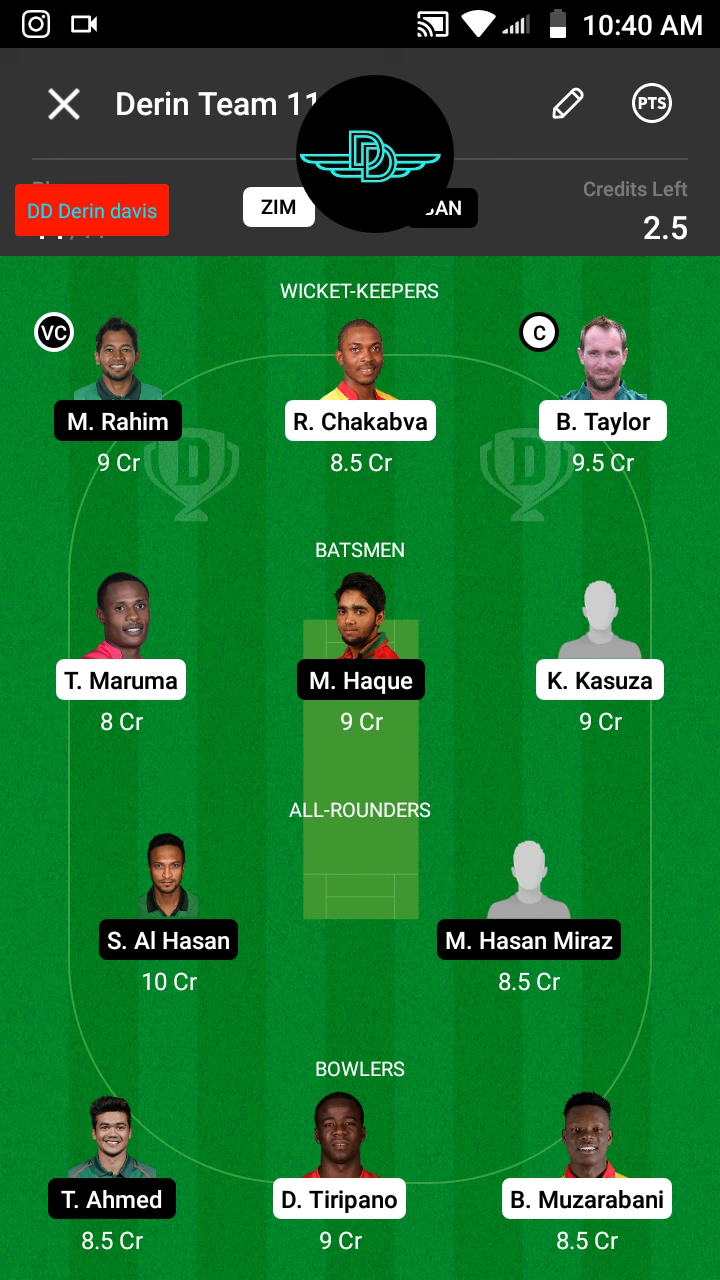 10:40 AM
Derin Team 11
PTS
DD
DD Derin davis
ZIM
Credits Left
2.5
WICKET-KEEPERS
VC
C
M. Rahim
R. Chakabva
B. Taylor
9 Cr
8.5 Cr
9.5 Cr
BATSMEN
T. Maruma
M. Haque
K. Kasuza
8 Cr
9 Cr
9 Cr
ALL-ROUNDERS
S. Al Hasan
M. Hasan Miraz
10 Cr
8.5 Cr
BOWLERS
T. Ahmed
D. Tiripano
B. Muzarabani
8.5 Cr
9 Cr
8.5 Cr